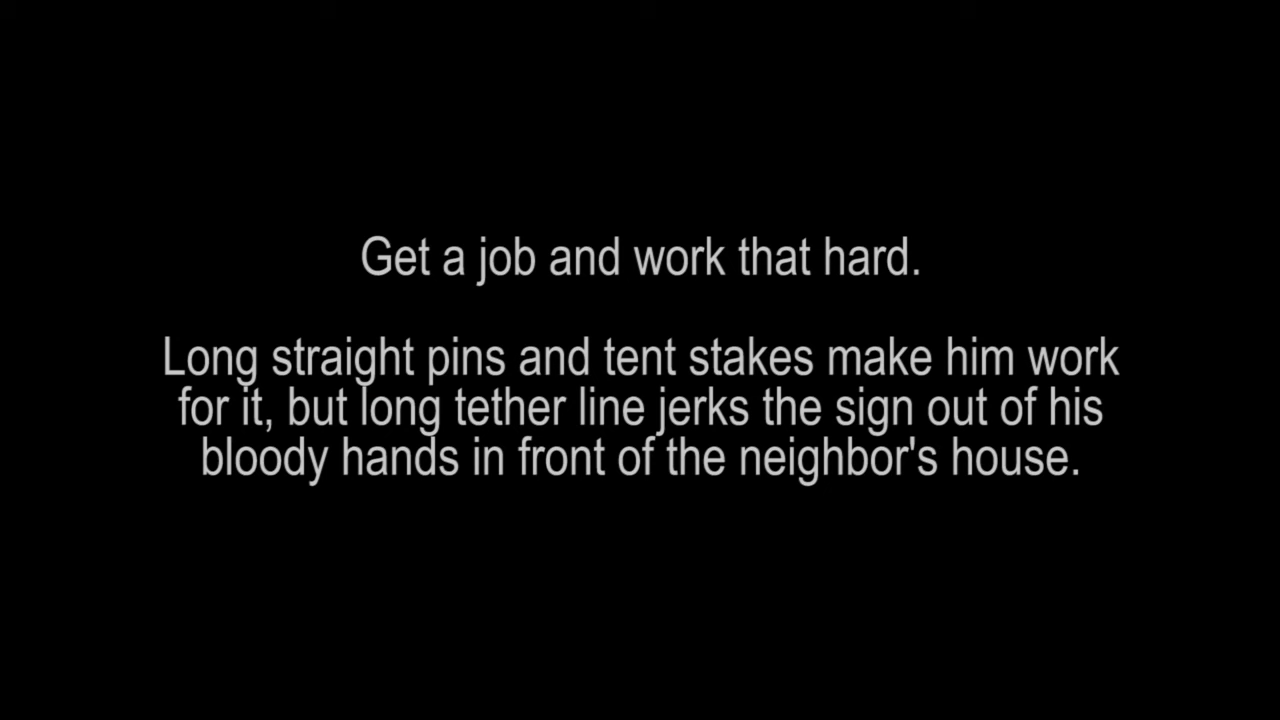 Get a job and work that hard.
Long straight pins and tent stakes make him work
for it, but long tether line jerks the sign out of his
bloody hands in front of the neighbor's house.